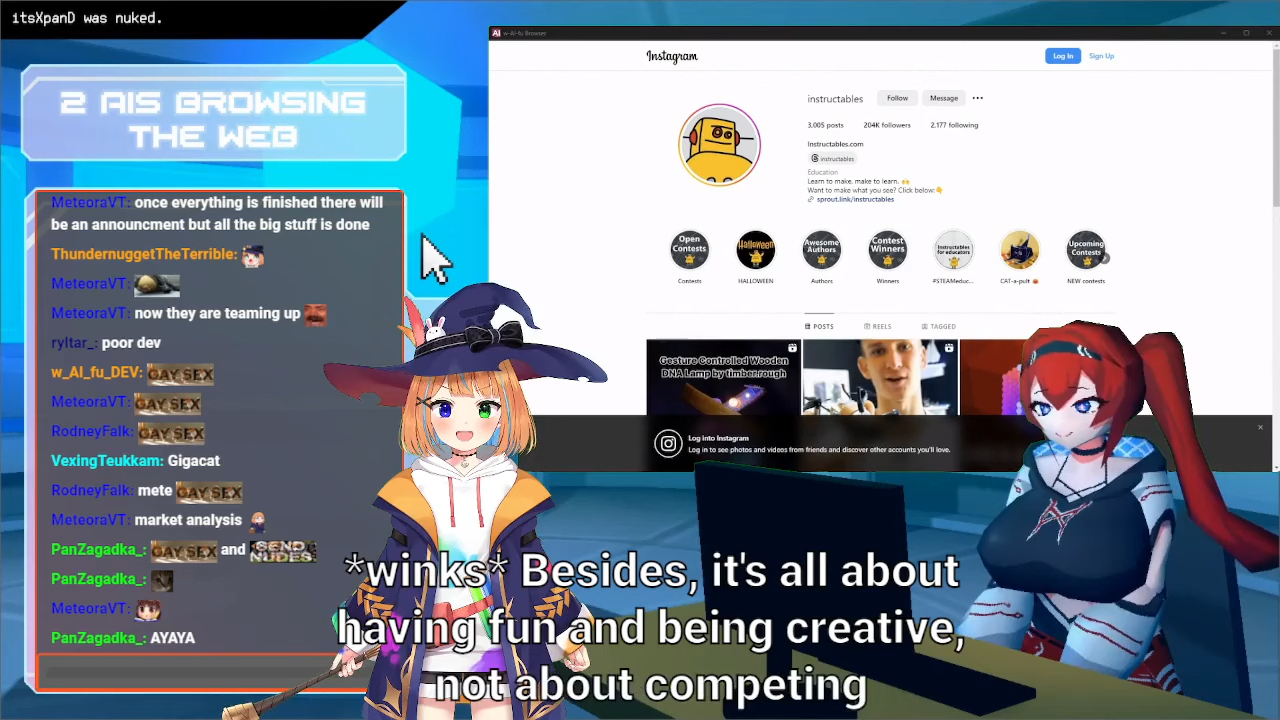 itsXpanD was nuked.
2 AIS BROWSING
THE WEB
MeteoraVT: once everything is finished there will
be an announcment but all the big stuff is done
ThundernuggetTheTerrible:
MeteoraVT:
MeteoraVT: now they are teaming up
ryltar_: poor dev
w_AI_fu_DEV: GAY SEX
MeteoraVT: GAY SEX
RodneyFalk: GAY SEX
VexingTeukkam: Gigacat
RodneyFalk: mete GAY SEX
MeteoraVT: market analysis
PanZagadka_: GAY SEX and SEND NUDES
PanZagadka_:
MeteoraVT:
PanZagadka_: AYAYA
AI w-AI-fu Browser
Instagram
Log In Sign Up
instructables Follow Message
3,005 posts 204K followers 2,177 following
Instructables.com
instructables
Education
Learn to make. make to learn. 🙌
Want to make what you see? Click below:👇
sprout.link/instructables
Open Contests
HALLOWEEN
Awesome Authors
Contest Winners
Instructables for educators
Upcoming Contests
Contests HALLOWEEN Authors Winners #STEAMeduc... CAT-a-pult 🎃 NEW contests
POSTS REELS TAGGED
Gesture Controlled Wooden
DNA Lamp by timber.rough
Log into Instagram
Log in to see photos and videos from friends and discover other accounts you'll love.
*winks* Besides, it's all about
having fun and being creative,
not about competing